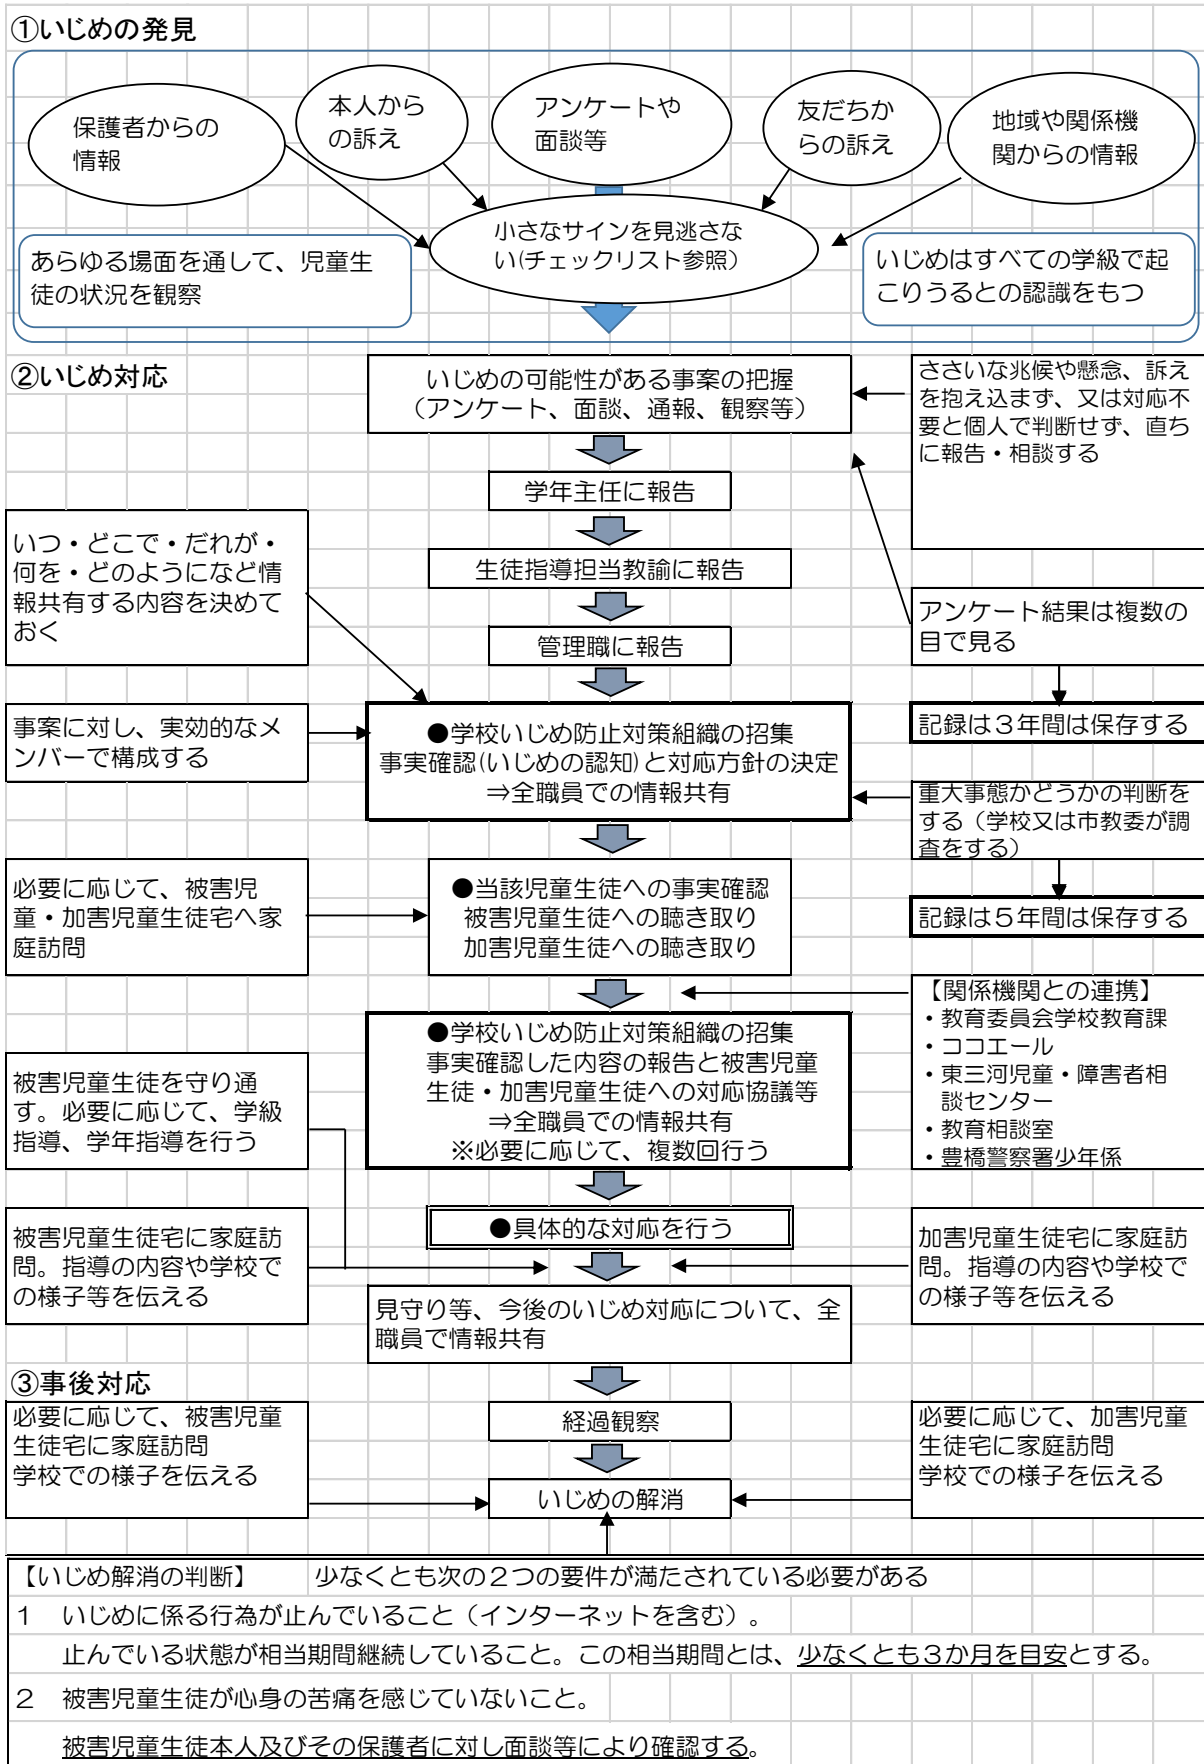 ①いじめの発見
保護者からの
情報
本人から
の訴え
アンケートや
面談等
友だちか
らの訴え
地域や関係機
関からの情報
小さなサインを見逃さな
い(チェックリスト参照）
あらゆる場面を通して、児童生
徒の状況を観察
いじめはすべての学級で起
こりうるとの認識をもつ
②いじめ対応
いじめの可能性がある事案の把握
（アンケート、面談、通報、観察等）
ささいな兆候や懸念、訴え
を抱え込まず、又は対応不
要と個人で判断せず、直ち
に報告・相談する
学年主任に報告
いつ・どこで・だれが・
何を・どのようになど情
報共有する内容を決めて
おく
生徒指導担当教諭に報告
アンケート結果は複数の
目で見る
管理職に報告
記録は３年間は保存する
事案に対し、実効的なメ
ンバーで構成する
●学校いじめ防止対策組織の招集
事実確認(いじめの認知)と対応方針の決定
⇒全職員での情報共有
重大事態かどうかの判断を
する（学校又は市教委が調
査をする）
必要に応じて、被害児
童・加害児童生徒宅へ家
庭訪問
●当該児童生徒への事実確認
被害児童生徒への聴き取り
加害児童生徒への聴き取り
記録は５年間は保存する
【関係機関との連携】
・教育委員会学校教育課
・ココエール
・東三河児童・障害者相
談センター
・教育相談室
・豊橋警察署少年係
●学校いじめ防止対策組織の招集
事実確認した内容の報告と被害児童
生徒・加害児童生徒への対応協議等
⇒全職員での情報共有
※必要に応じて、複数回行う
被害児童生徒を守り通
す。必要に応じて、学級
指導、学年指導を行う
●具体的な対応を行う
被害児童生徒宅に家庭訪
問。指導の内容や学校で
の様子等を伝える
加害児童生徒宅に家庭訪
問。指導の内容や学校で
の様子等を伝える
見守り等、今後のいじめ対応について、全
職員で情報共有
③事後対応
必要に応じて、被害児童
生徒宅に家庭訪問
学校での様子を伝える
経過観察
必要に応じて、加害児童
生徒宅に家庭訪問
学校での様子を伝える
いじめの解消
【いじめ解消の判断】　　少なくとも次の２つの要件が満たされている必要がある
１　いじめに係る行為が止んでいること（インターネットを含む）。
止んでいる状態が相当期間継続していること。この相当期間とは、少なくとも３か月を目安とする。
２　被害児童生徒が心身の苦痛を感じていないこと。
被害児童生徒本人及びその保護者に対し面談等により確認する。